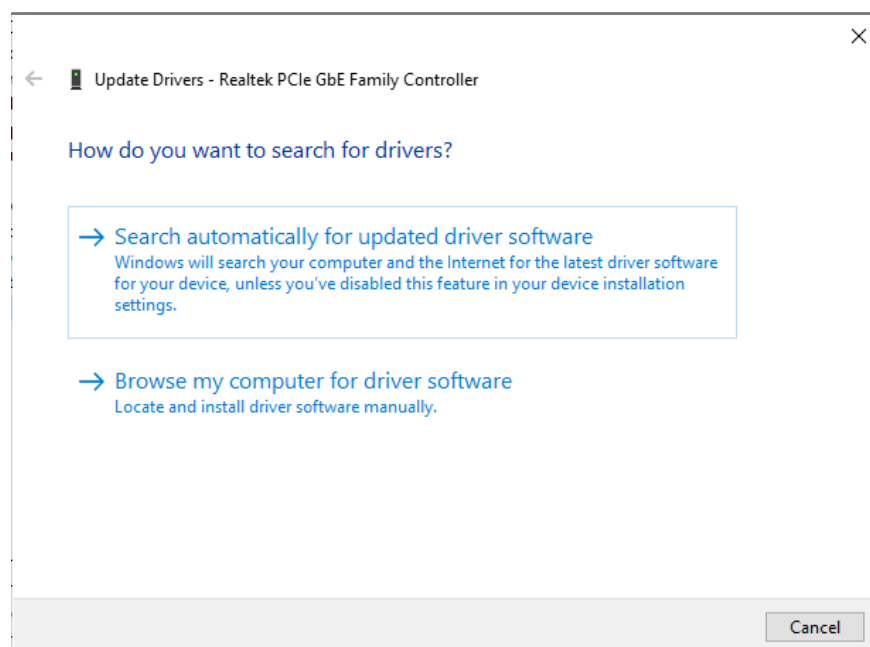 Update Drivers - Realtek PCIe GbE Family Controller
How do you want to search for drivers?
Search automatically for updated driver software
Windows will search your computer and the Internet for the latest driver software
for your device, unless you've disabled this feature in your device installation
settings.
Browse my computer for driver software
Locate and install driver software manually.
Cancel